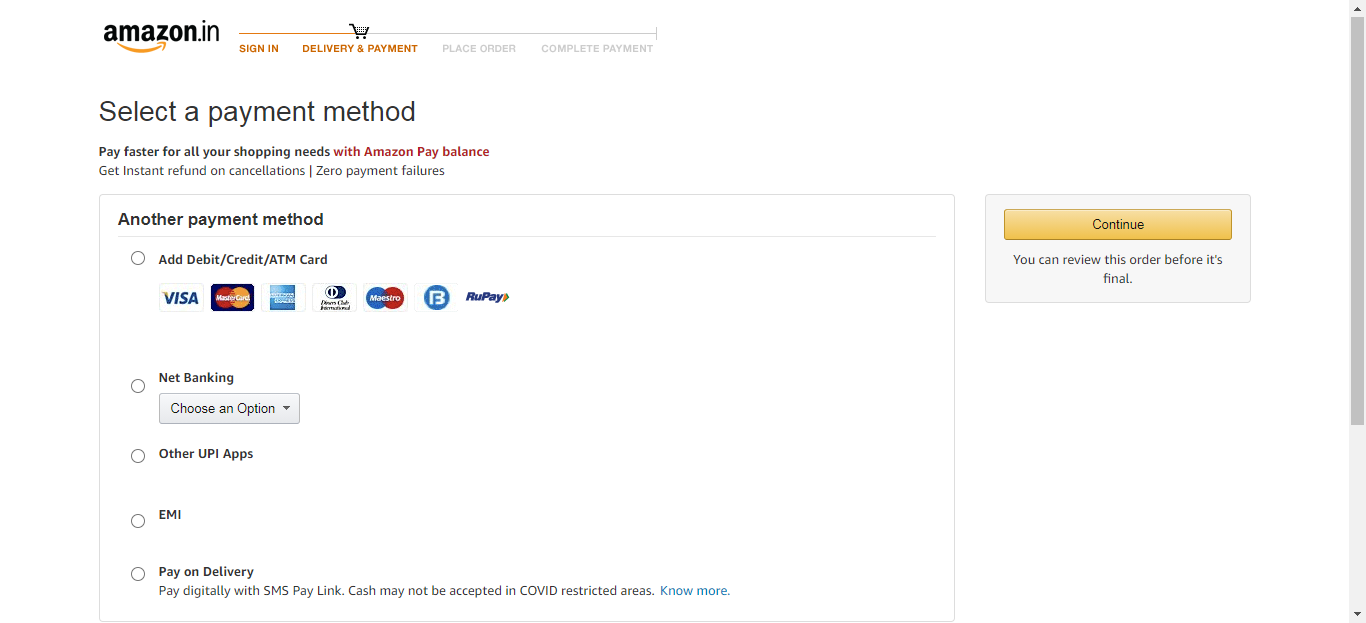 amazon.in
SIGN IN DELIVERY & PAYMENT PLACE ORDER COMPLETE PAYMENT
Select a payment method
Pay faster for all your shopping needs with Amazon Pay balance
Get Instant refund on cancellations | Zero payment failures
Another payment method
Add Debit/Credit/ATM Card
VISA MasterCard AMERICAN EXPRESS Diners Club International Maestro B RuPay
Net Banking
Choose an Option
Other UPI Apps
EMI
Pay on Delivery
Pay digitally with SMS Pay Link. Cash may not be accepted in COVID restricted areas. Know more.
Continue
You can review this order before it's
final.